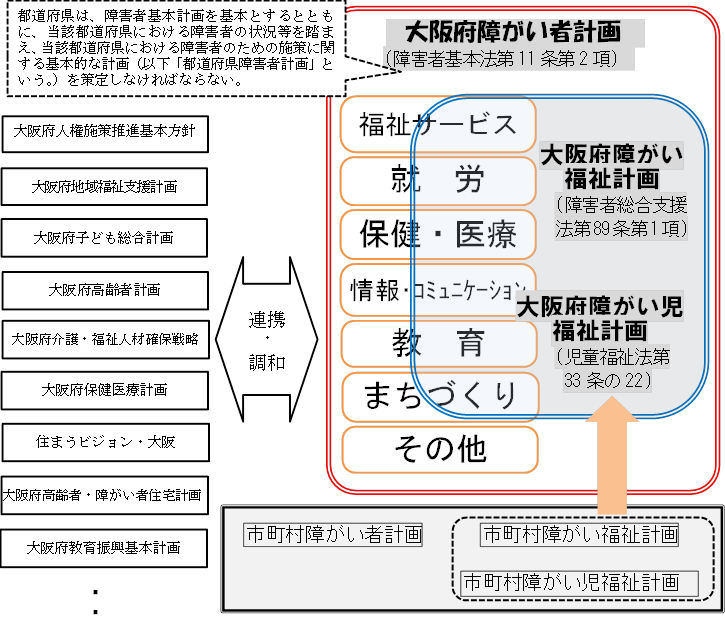 都道府県は、障害者基本計画を基本とするととも
に、当該都道府県における障害者の状況等を踏ま
え、当該都道府県における障害者のための施策に関
する基本的な計画（以下「都道府県障害者計画」と
いう。）を策定しなければならない。
大阪府障がい者計画
（障害者基本法第11条第2項）
大阪府人権施策推進基本方針
大阪府地域福祉支援計画
大阪府子ども総合計画
大阪府高齢者計画
大阪府介護・福祉人材確保戦略
大阪府保健医療計画
住まうビジョン・大阪
大阪府高齢者・障がい者住宅計画
大阪府教育振興基本計画
・
・
連携
・
調和
福祉サービス
就　労
保健・医療
情報・コミュニケーション
教　育
まちづくり
その他
大阪府障がい
福祉計画
（障害者総合支援
法第89条第1項）
大阪府障がい児
福祉計画
（児童福祉法第
33条の22）
市町村障がい者計画
市町村障がい福祉計画
市町村障がい児福祉計画